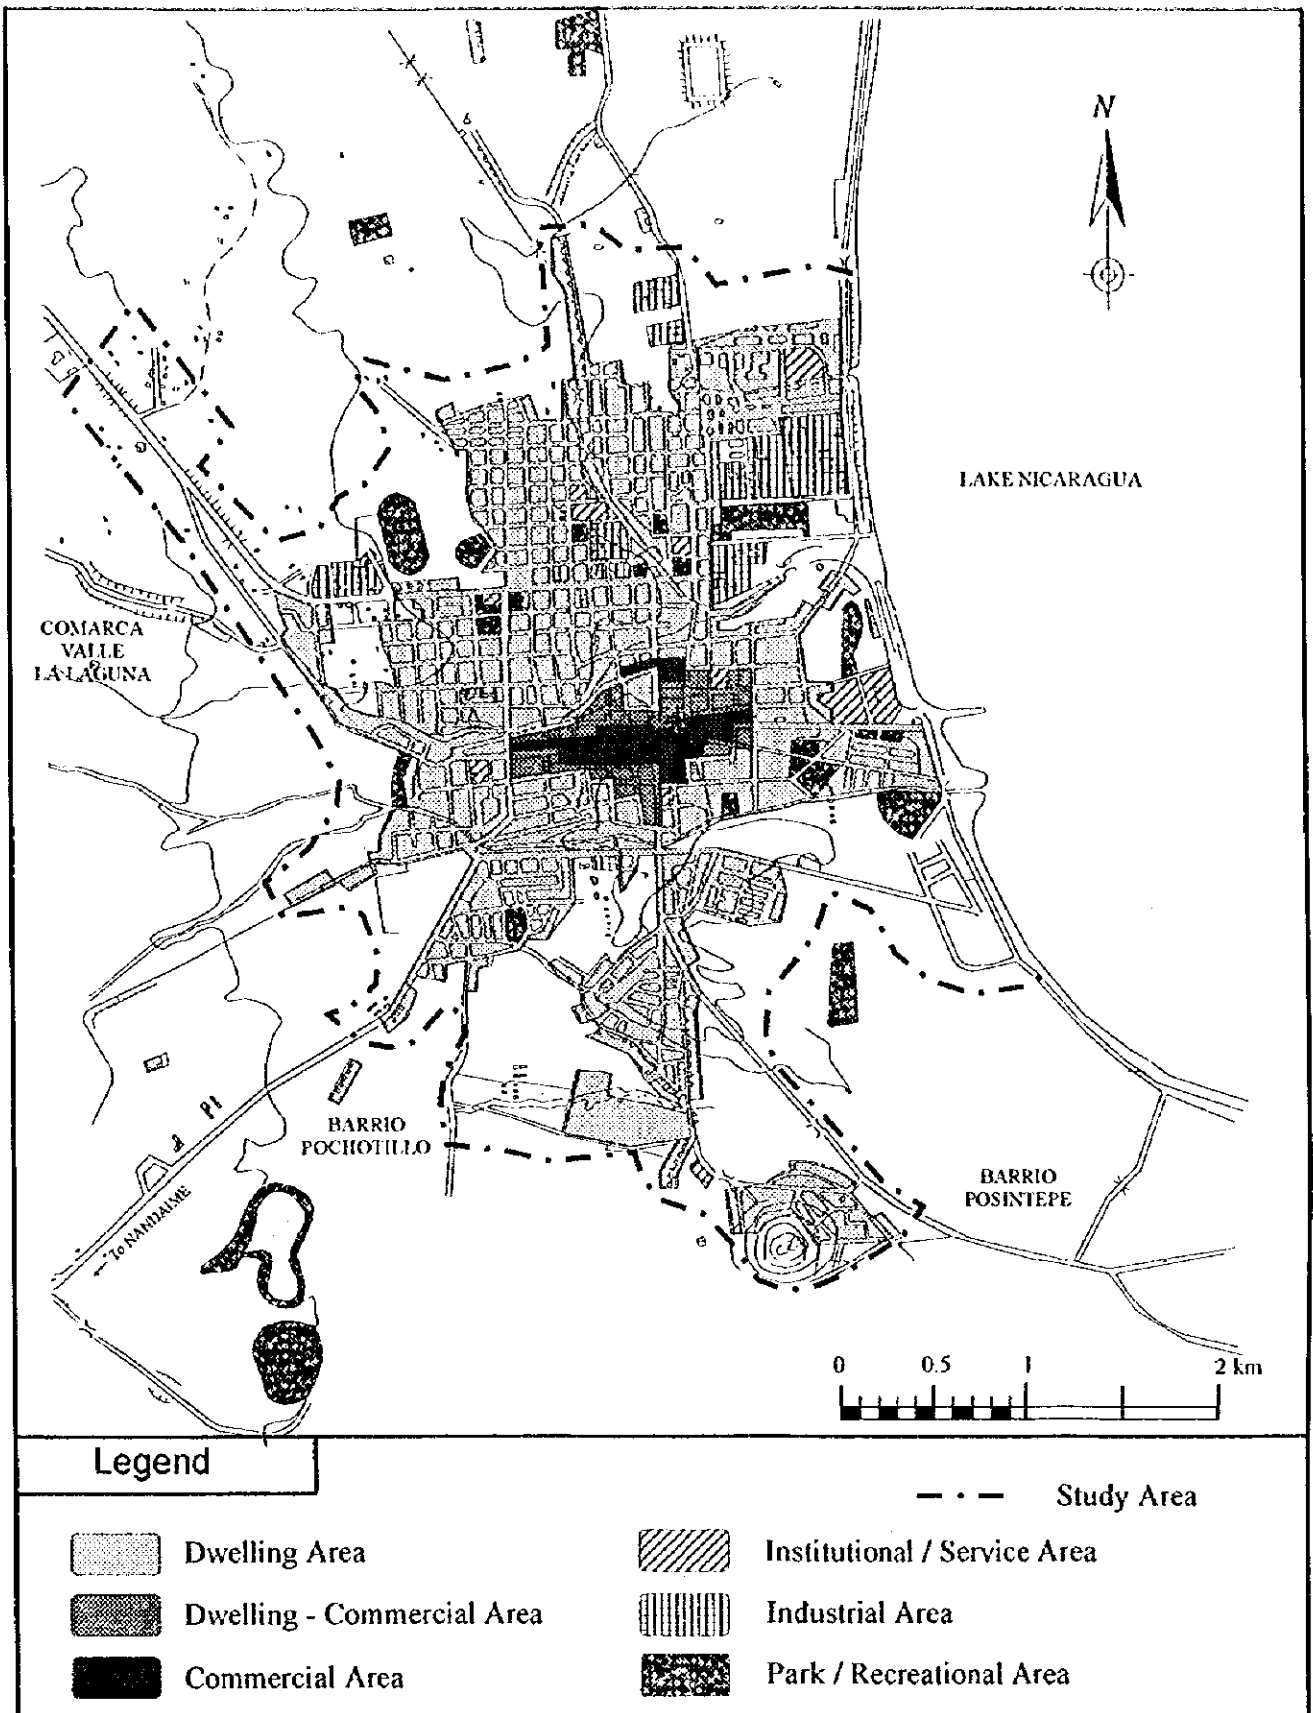 N
LAKE NICARAGUA
COMARCA
VALLE
LA LAGUNA
BARRIO
POCHOTILLO
BARRIO
POSINTEPE
To NANDAIME
0 0.5 1 2 km
Legend
Study Area
Dwelling Area
Institutional / Service Area
Dwelling - Commercial Area
Industrial Area
Commercial Area
Park / Recreational Area